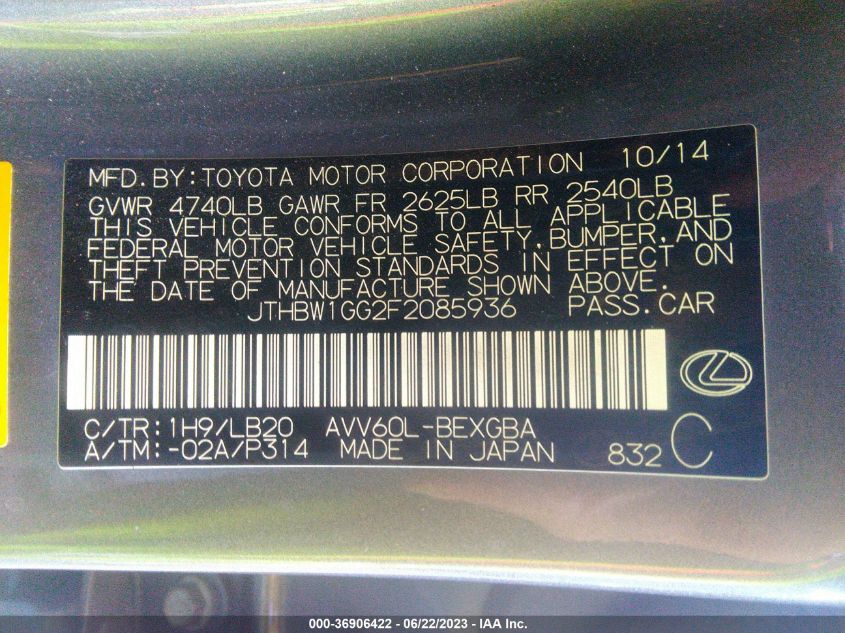 MFD.BY:TOYOTA MOTOR CORPORATION 10/14
GVWR 4740LB GAWR FR 2625LB RR 2540LB
THIS VEHICLE CONFORMS TO ALL APPLICABLE
FEDERAL MOTOR VEHICLE SAFETY,BUMPER,AND
THEFT PREVENTION STANDARDS IN EFFECT ON
THE DATE OF MANUFACTURE SHOWN ABOVE.
JTHBW1GG2F2085936 PASS.CAR
C/TR:1H9/LB20 AVV60L-BEXGBA
A/TM:-02A/P314 MADE IN JAPAN 832 C
000-36906422 - 06/22/2023 - IAA Inc.